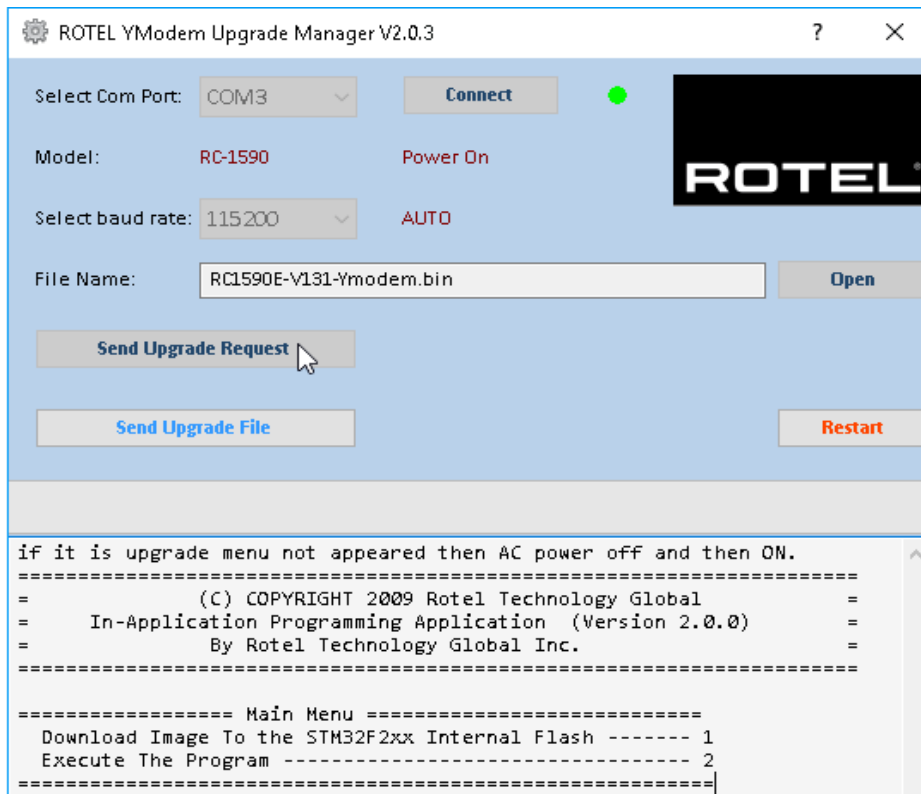 ROTEL YModem Upgrade Manager V2.0.3 ?
Select Com Port: COM3 Connect
ROTEL
Model: RC-1590 Power On
Select baud rate: 115200 AUTO
File Name: RC1590E-V131-Ymodem.bin Open
Send Upgrade Request
Send Upgrade File Restart
if it is upgrade menu not appeared then AC power off and then ON.
======================================================================
= (C) COPYRIGHT 2009 Rotel Technology Global =
= In-Application Programming Application (Version 2.0.0) =
= By Rotel Technology Global Inc. =
======================================================================
================== Main Menu ============================
Download Image To the STM32F2xx Internal Flash ------- 1
Execute The Program ------------------------------------ 2
==========================================================